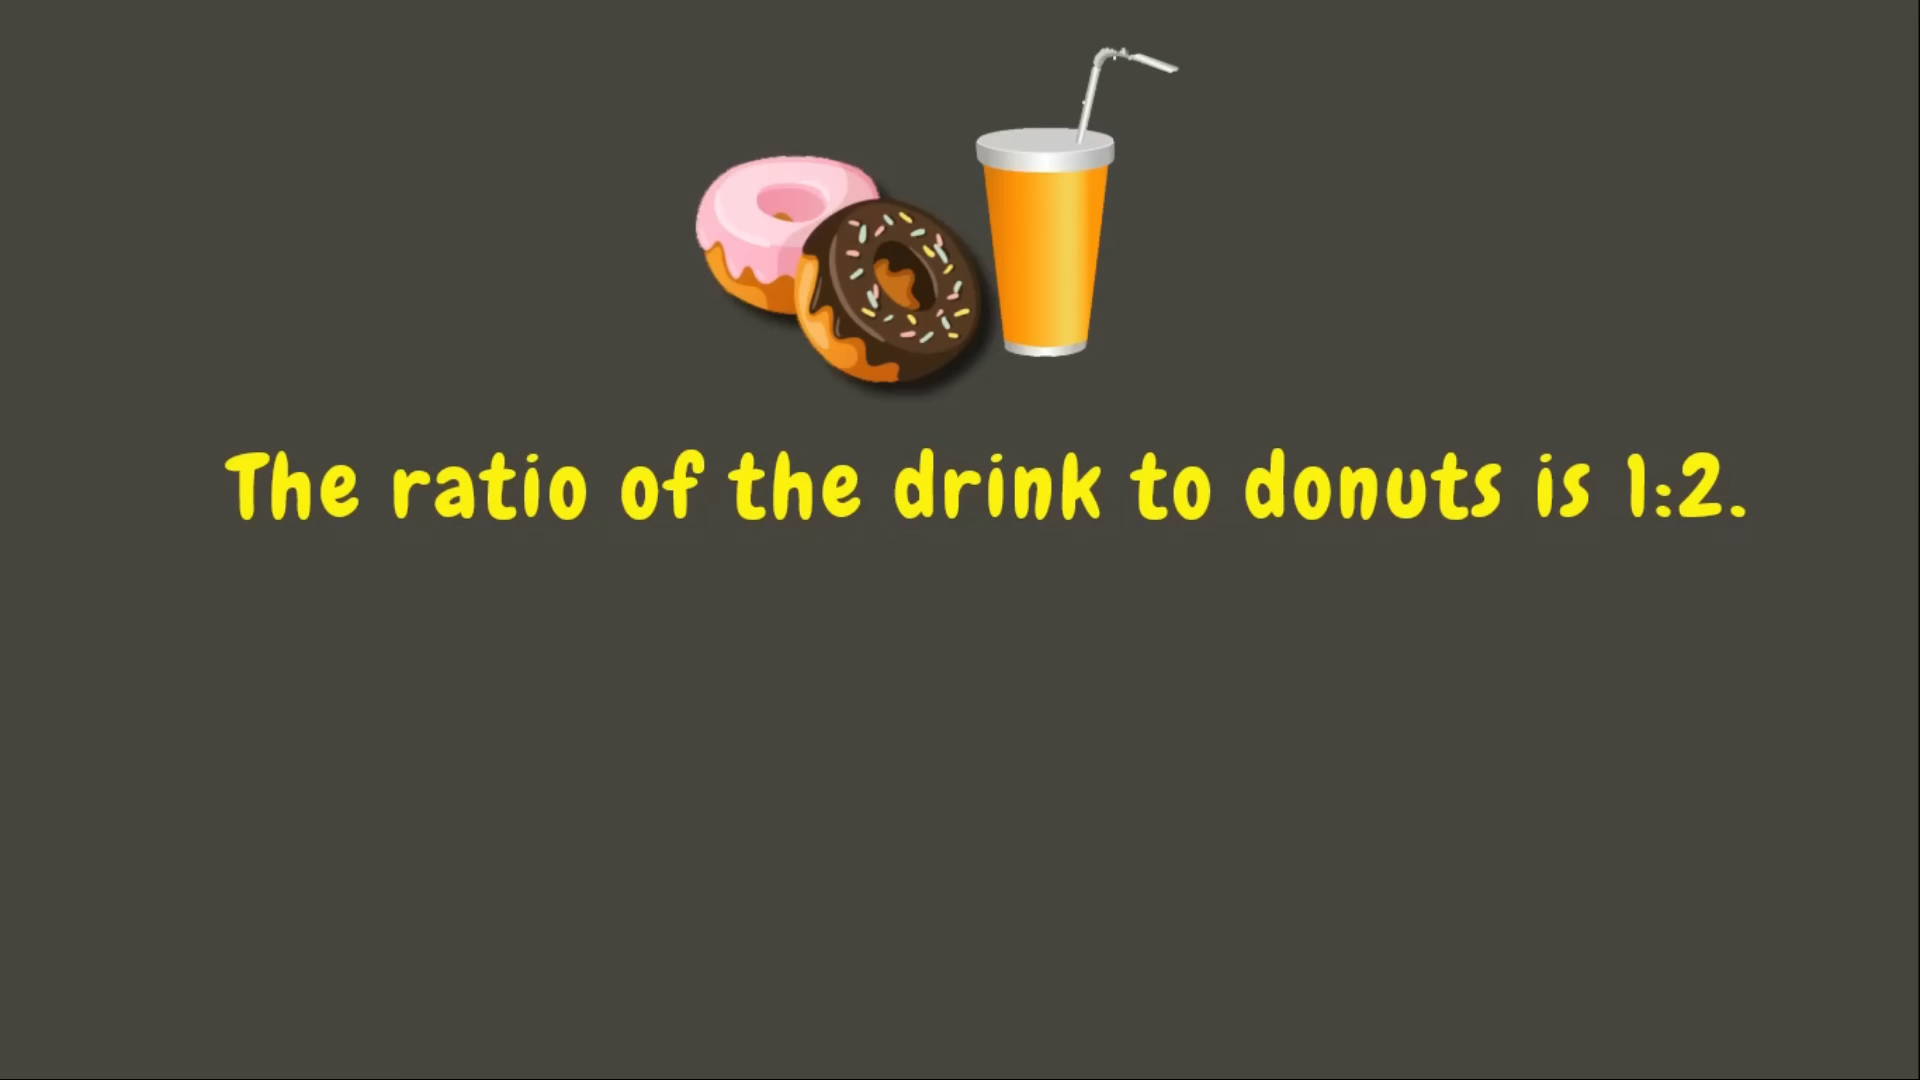 The ratio of the drink to donuts is 1:2.